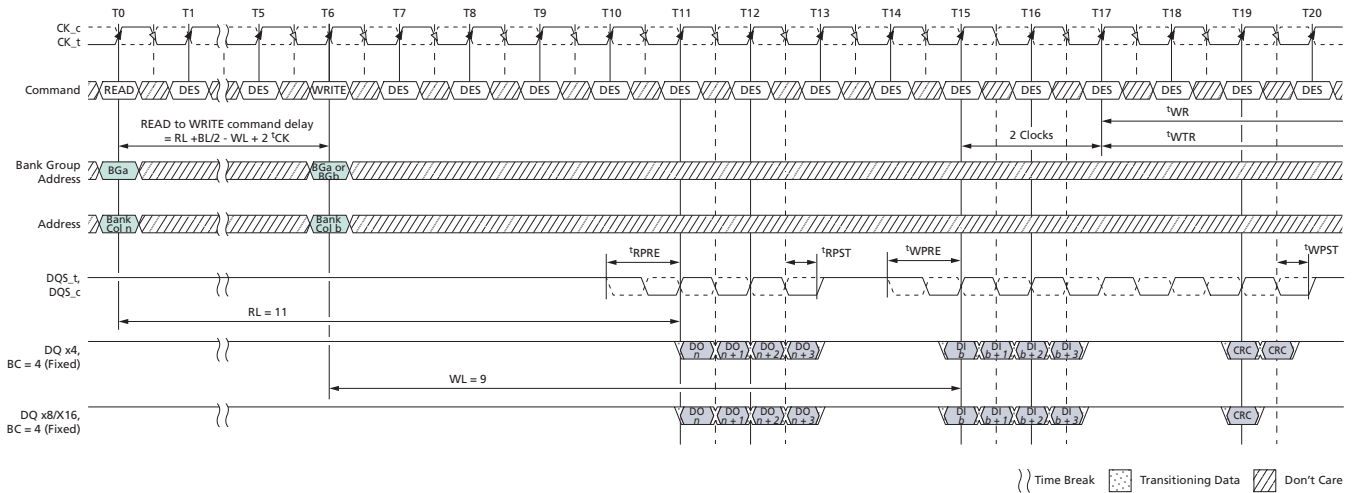 T0 T1 T5 T6 T7 T8 T9 T10 T11 T12 T13 T14 T15 T16 T17 T18 T19 T20
CK_c
CK_t
Command READ DES DES WRITE DES DES DES DES DES DES DES DES DES DES DES DES DES DES
tWR
READ to WRITE command delay
= RL +BL/2 - WL + 2 tCK
2 Clocks
tWTR
Bank Group
Address
BGa
BGa or
BGb
Address
Bank
Col n
Bank
Col b
tRPRE tRPST tWPRE tWPST
DQS_t,
DQS_c
RL = 11
DQ x4,
BC = 4 (Fixed)
DO
n
DO
n + 1
DO
n + 2
DO
n + 3
DI
b
DI
b + 1
DI
b + 2
DI
b + 3
CRC CRC
WL = 9
DQ x8/X16,
BC = 4 (Fixed)
DO
n
DO
n + 1
DO
n + 2
DO
n + 3
DI
b
DI
b + 1
DI
b + 2
DI
b + 3
CRC
Time Break Transitioning Data Don't Care